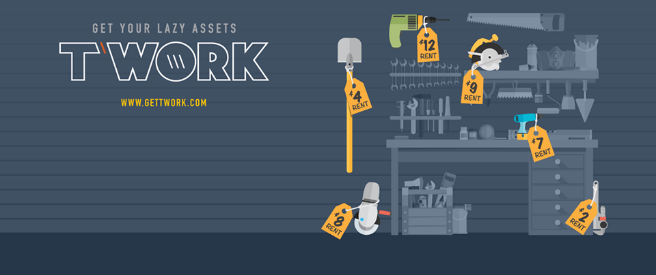 GET YOUR LAZY ASSETS
T'WORK
WWW.GETTWORK.COM
$12
RENT
$9
RENT
$4
RENT
$7
RENT
$8
RENT
$2
RENT